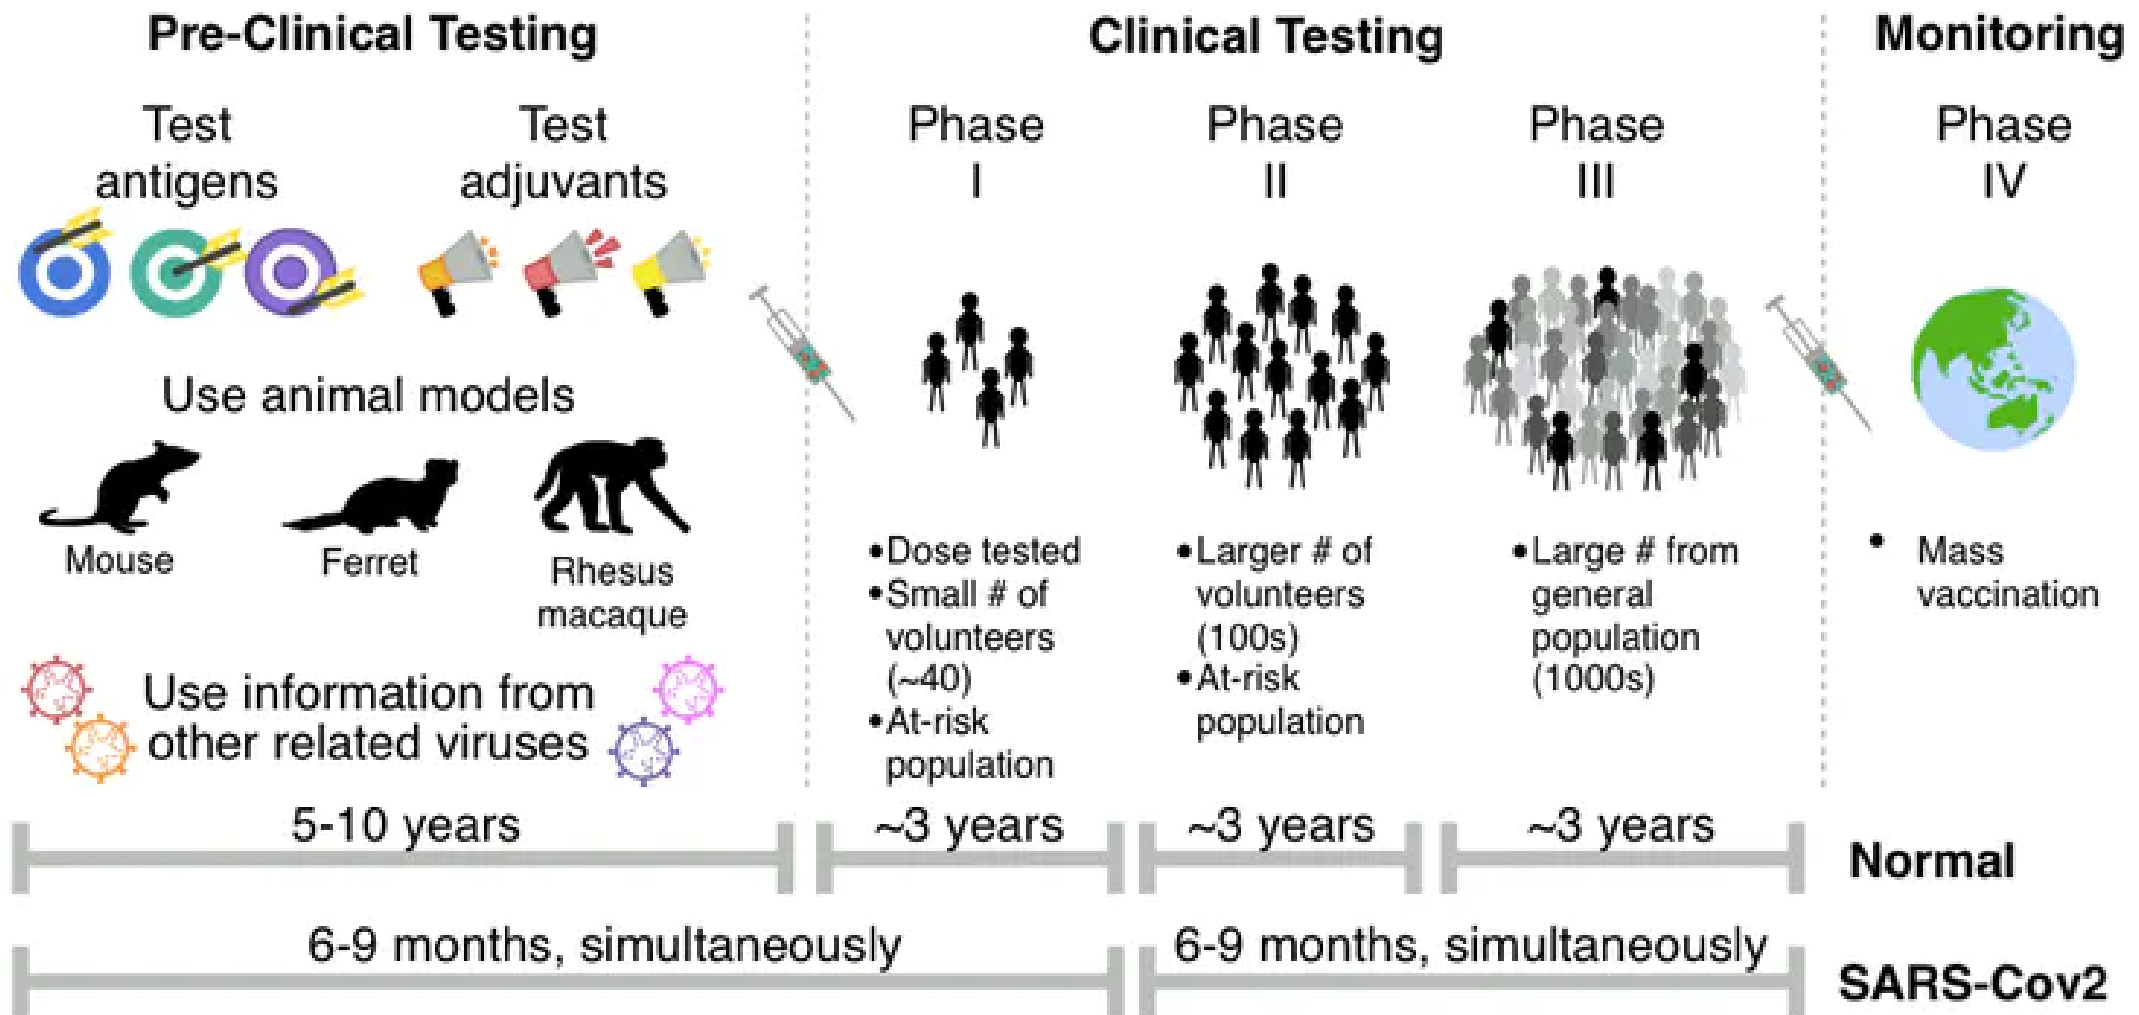 Pre-Clinical Testing
Test
antigens
Test
adjuvants
Use animal models
Mouse
Ferret
Rhesus
macaque
Use information from
other related viruses
Clinical Testing
Phase
I
•Dose tested
•Small # of
volunteers
(~40)
•At-risk
population
Phase
II
•Larger # of
volunteers
(100s)
•At-risk
population
Phase
III
•Large # from
general
population
(1000s)
Monitoring
Phase
IV
• Mass
vaccination
5-10 years
~3 years
~3 years
~3 years
Normal
6-9 months, simultaneously
6-9 months, simultaneously
SARS-Cov2